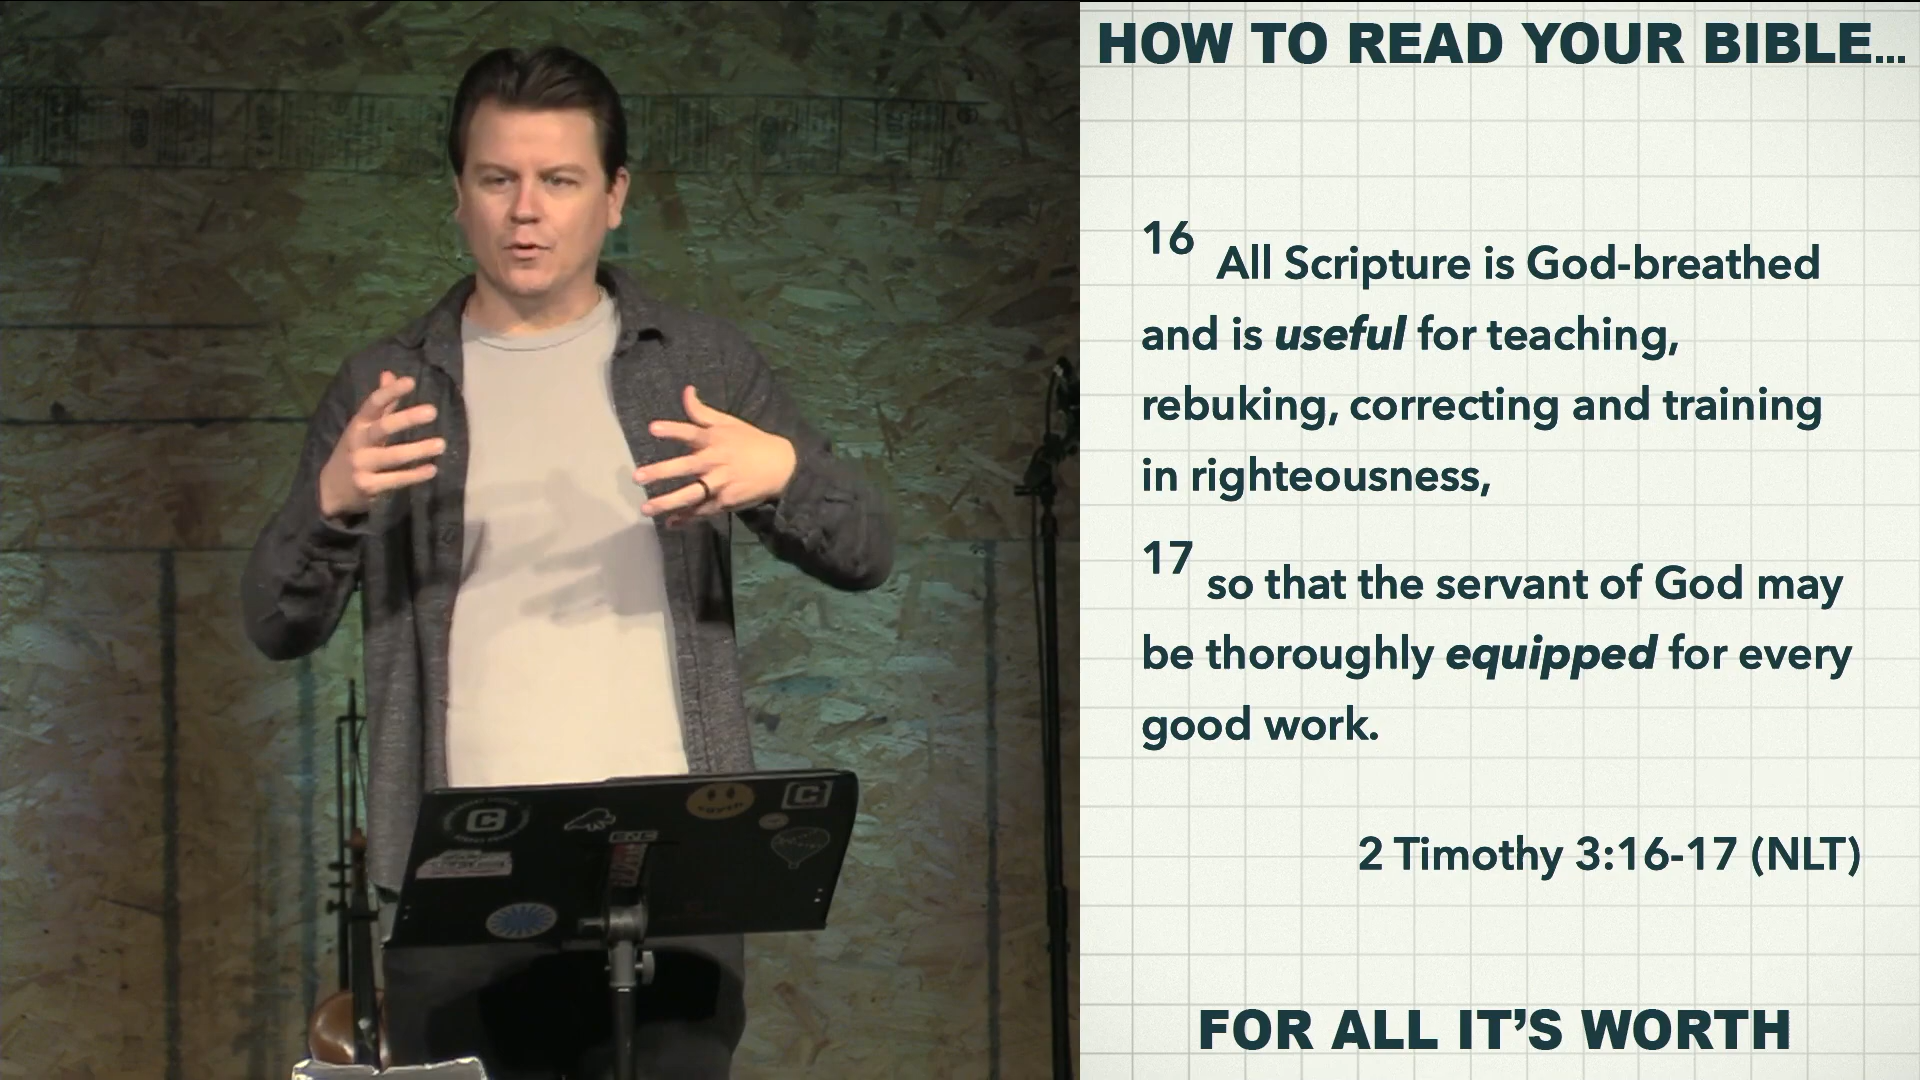 HOW TO READ YOUR BIBLE...
16 All Scripture is God-breathed
and is useful for teaching,
rebuking, correcting and training
in righteousness,
17 so that the servant of God may
be thoroughly equipped for every
good work.
2 Timothy 3:16-17 (NLT)
FOR ALL IT'S WORTH
C
C